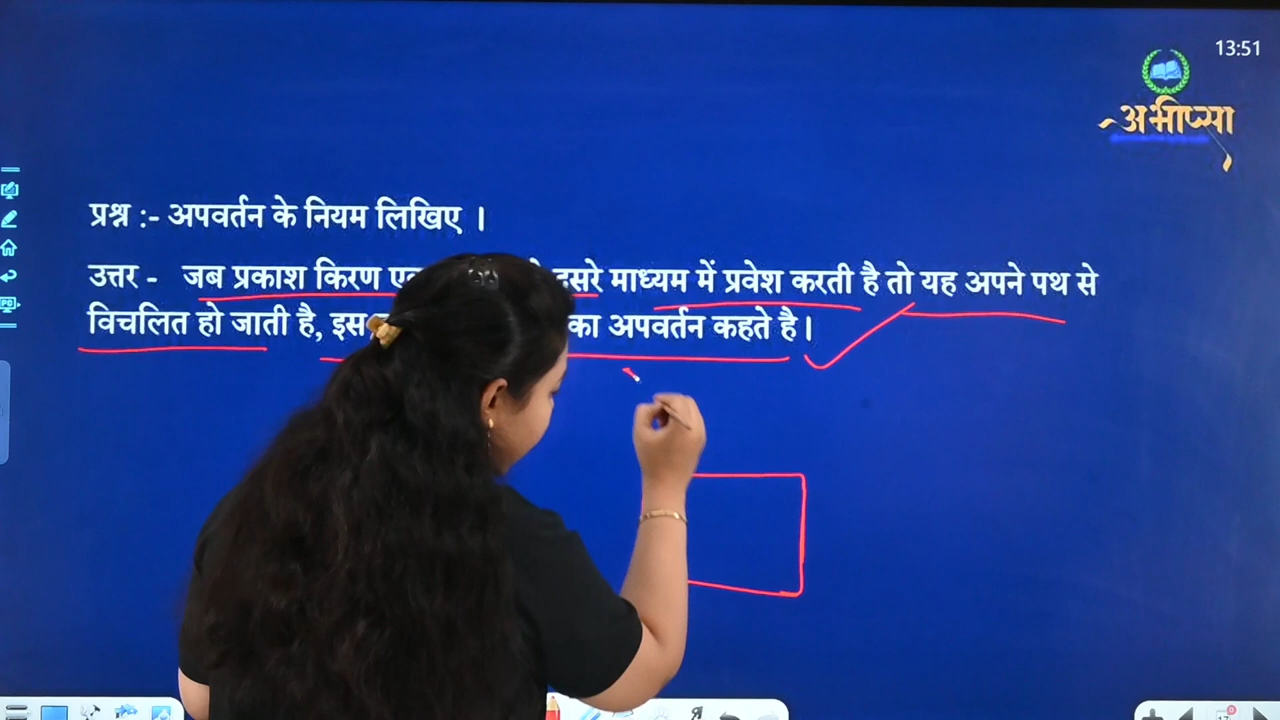 13:51
अभीप्सा
प्रश्न :- अपवर्तन के नियम लिखिए ।
उत्तर - जब प्रकाश किरण दूसरे माध्यम में प्रवेश करती है तो यह अपने पथ से
विचलित हो जाती है, इस का अपवर्तन कहते है।